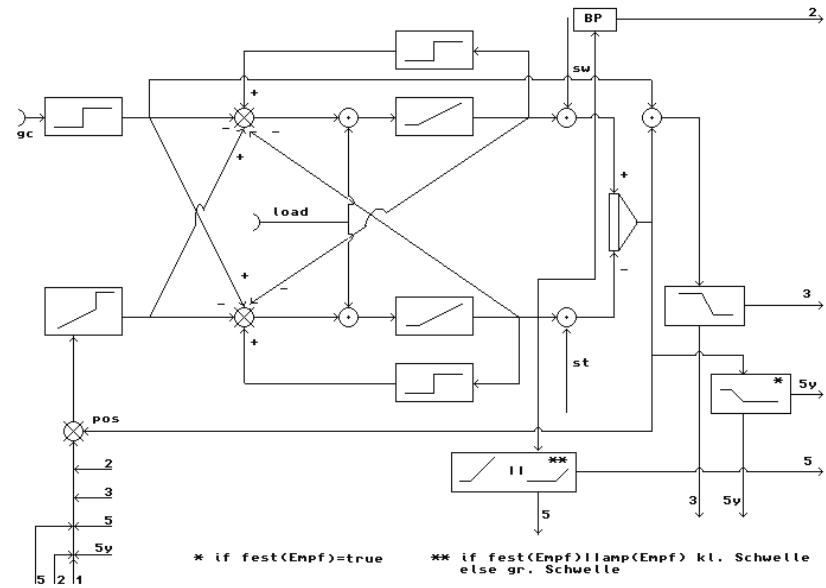 BP
2
sw
+
gc
-
-
+
+
load
+
-
-
-
3
+
st
*
5y
pos
**
| |
5
2
3
5
3
5y
5
5y
* if fest(Empf)=true
** if fest(Empf)||amp(Empf) kl. Schwelle
else gr. Schwelle
5 2 1